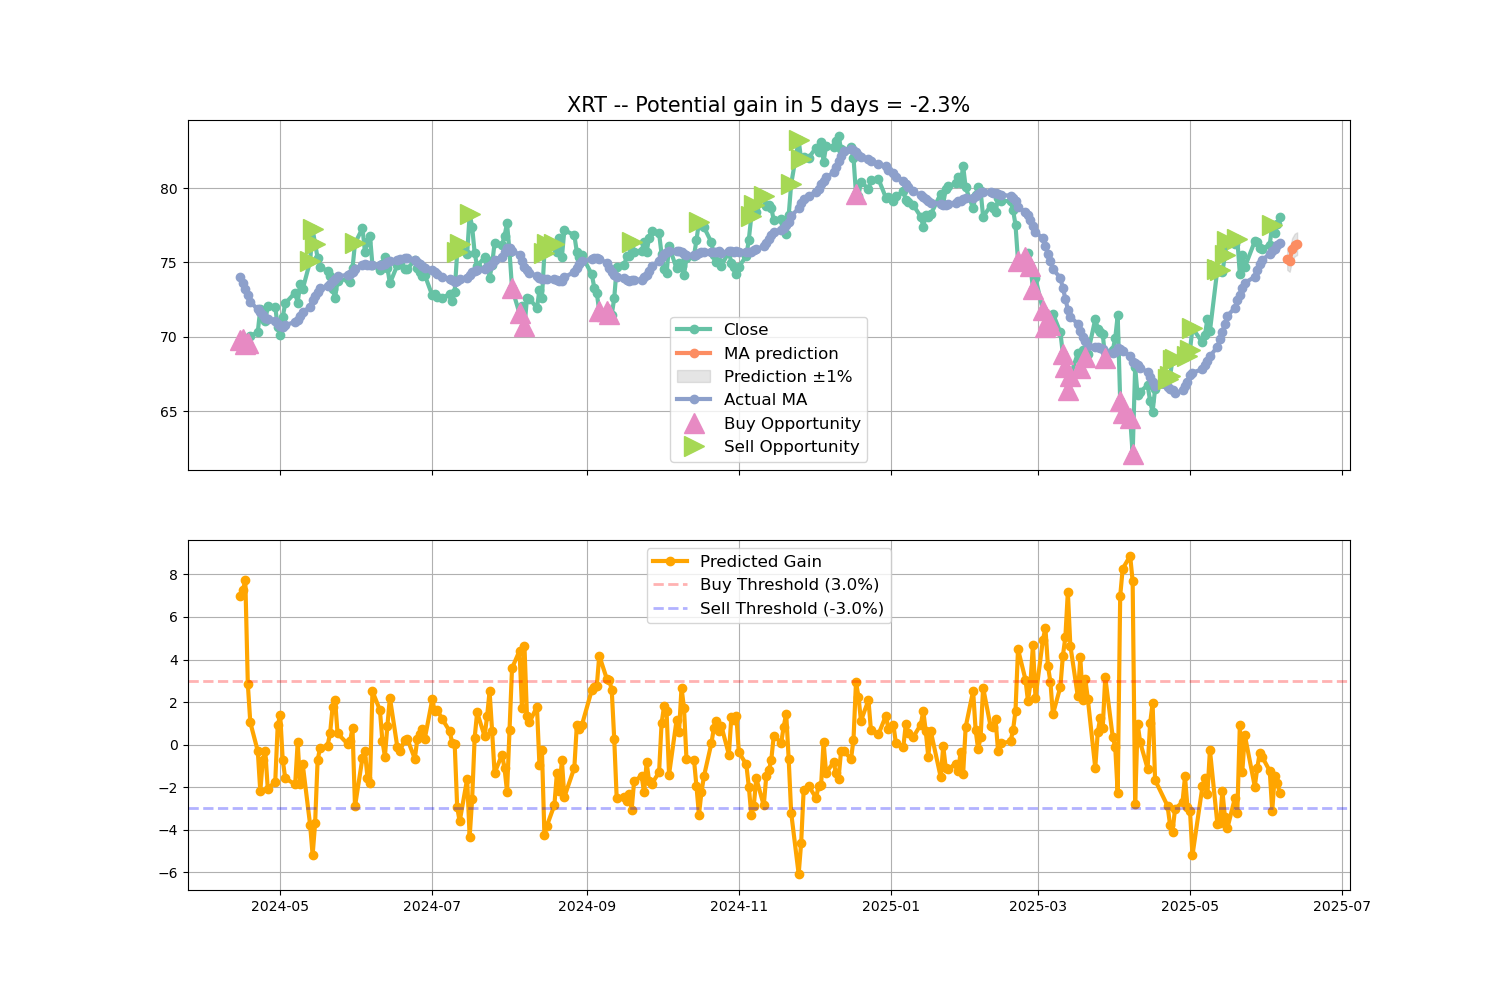 XRT -- Potential gain in 5 days = -2.3%
80
75
70
65
Close
MA prediction
Prediction ±1%
Actual MA
Buy Opportunity
Sell Opportunity
8
6
4
2
0
−2
−4
−6
Predicted Gain
Buy Threshold (3.0%)
Sell Threshold (-3.0%)
2024-05 2024-07 2024-09 2024-11 2025-01 2025-03 2025-05 2025-07